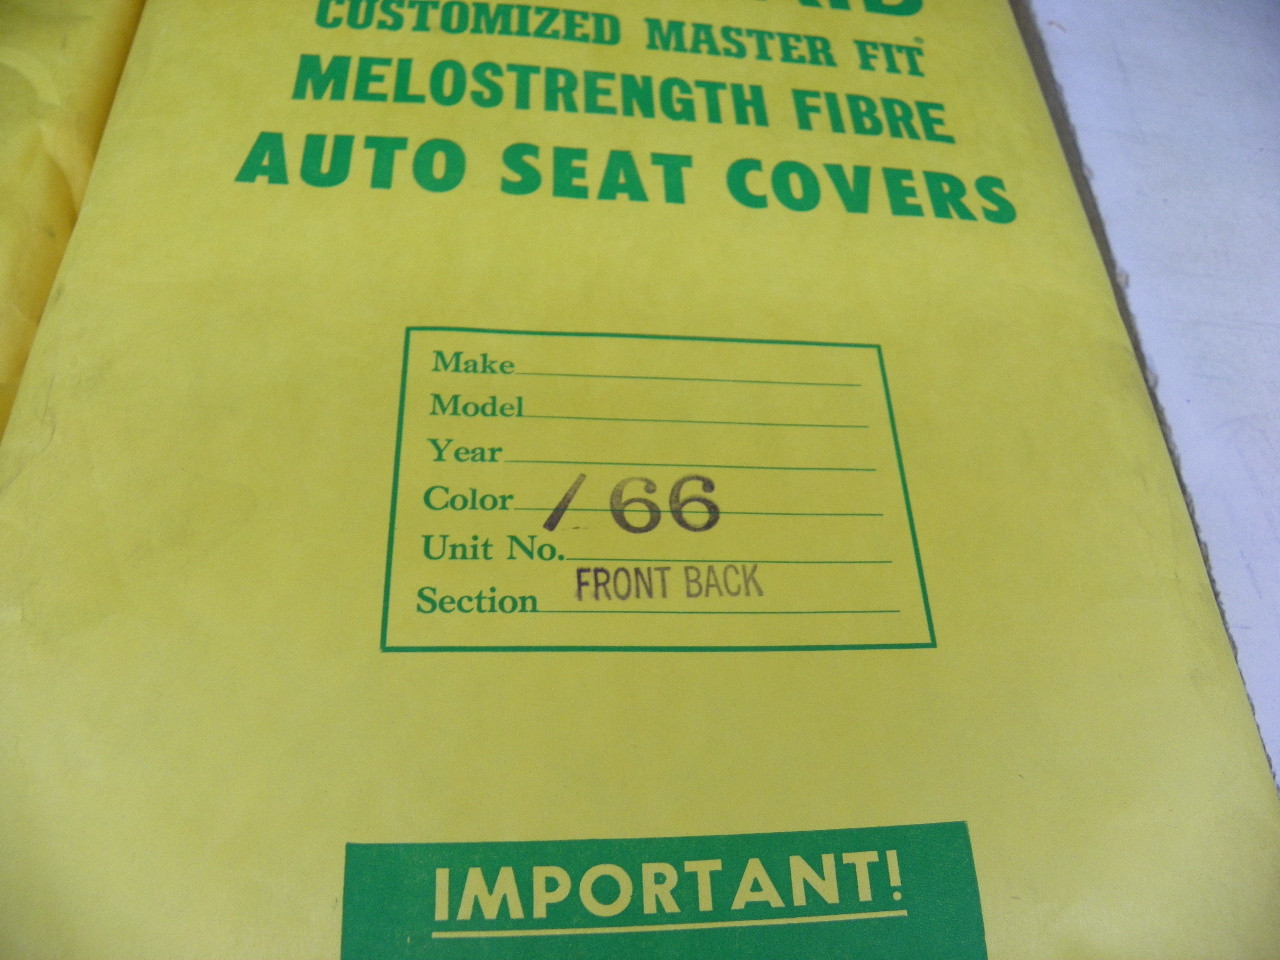 CUSTOMIZED MASTER FIT®
MELOSTRENGTH FIBRE
AUTO SEAT COVERS
Make
Model
Year
Color
/ 66
Unit No.
Section FRONT BACK
IMPORTANT!